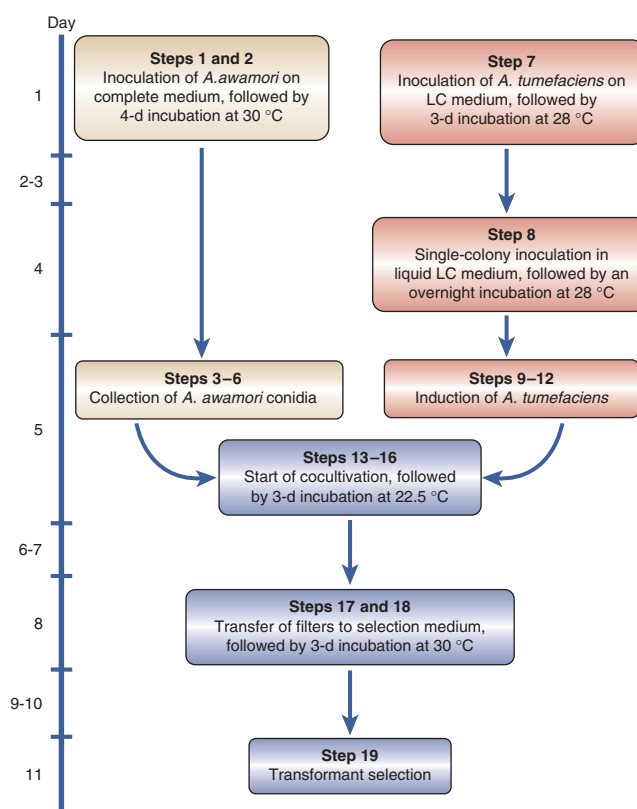 Day
1
Steps 1 and 2
Inoculation of A.awamori on
complete medium, followed by
4-d incubation at 30 °C
Step 7
Inoculation of A. tumefaciens on
LC medium, followed by
3-d incubation at 28 °C
2-3
4
Step 8
Single-colony inoculation in
liquid LC medium, followed by an
overnight incubation at 28 °C
5
Steps 3–6
Collection of A. awamori conidia
Steps 9–12
Induction of A. tumefaciens
Steps 13–16
Start of cocultivation, followed
by 3-d incubation at 22.5 °C
6-7
8
Steps 17 and 18
Transfer of filters to selection medium,
followed by 3-d incubation at 30 °C
9-10
11
Step 19
Transformant selection